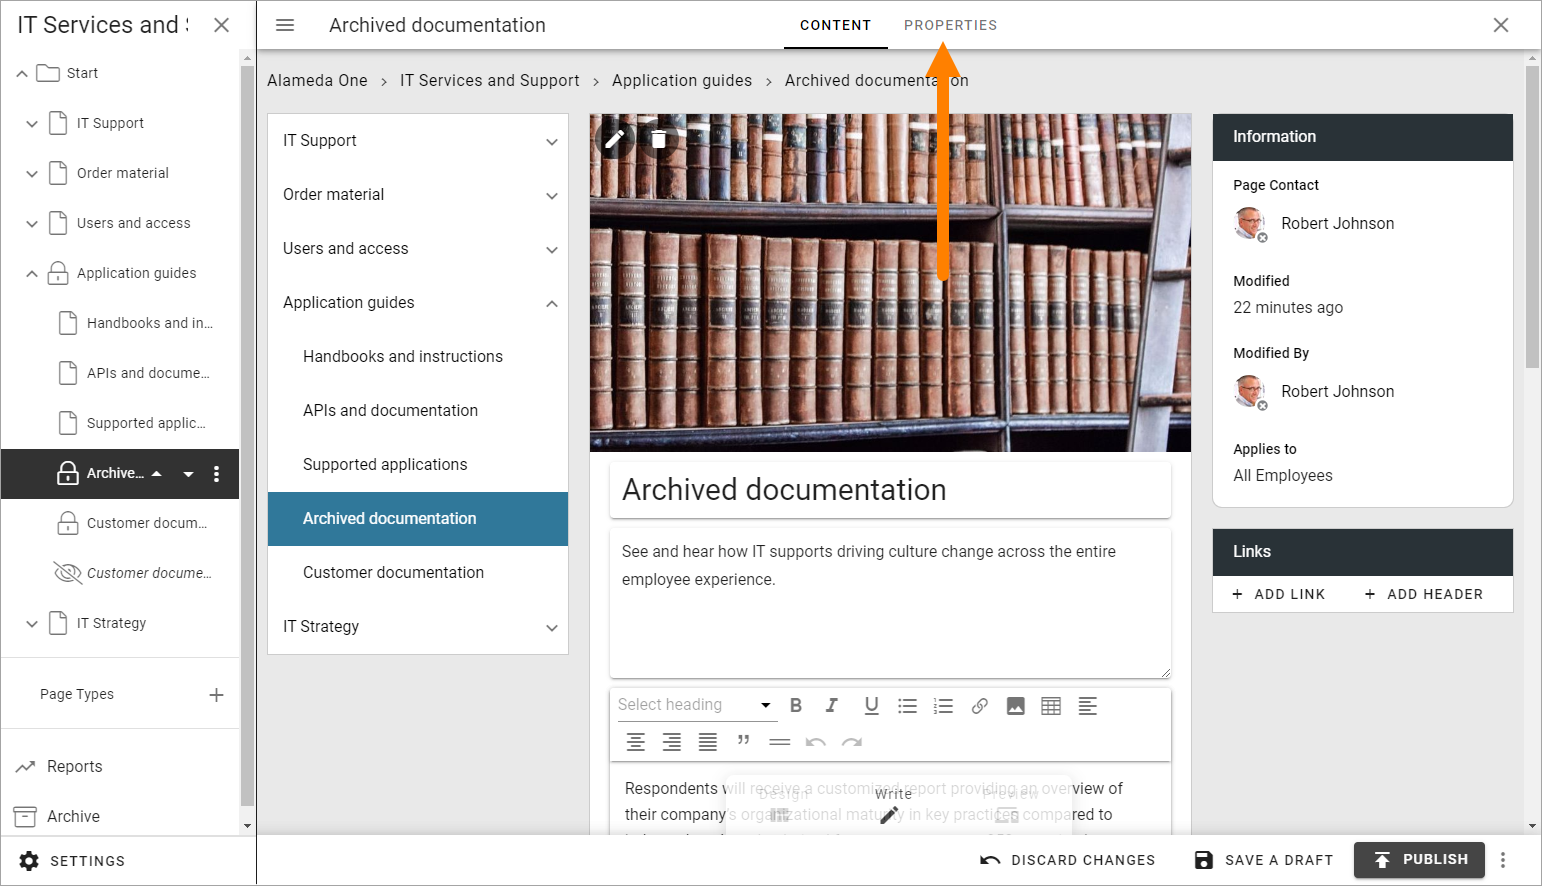 IT Services and
Start
IT Support
Order material
Users and access
Application guides
Handbooks and in...
APIs and docume...
Supported applic...
Archive...
Customer docum...
Customer docume...
IT Strategy
Page Types
Reports
Archive
SETTINGS
Archived documentation
CONTENT
PROPERTIES
Alameda One > IT Services and Support > Application guides > Archived documentation
IT Support
Order material
Users and access
Application guides
Handbooks and instructions
APIs and documentation
Supported applications
Archived documentation
Customer documentation
IT Strategy
Archived documentation
See and hear how IT supports driving culture change across the entire
employee experience.
Select heading
Respondents will receive a customized report providing an overview of
their company's organizational maturity in key practices compared to
Design
Write
Preview
Information
Page Contact
Robert Johnson
Modified
22 minutes ago
Modified By
Robert Johnson
Applies to
All Employees
Links
+ ADD LINK
+ ADD HEADER
DISCARD CHANGES
SAVE A DRAFT
PUBLISH